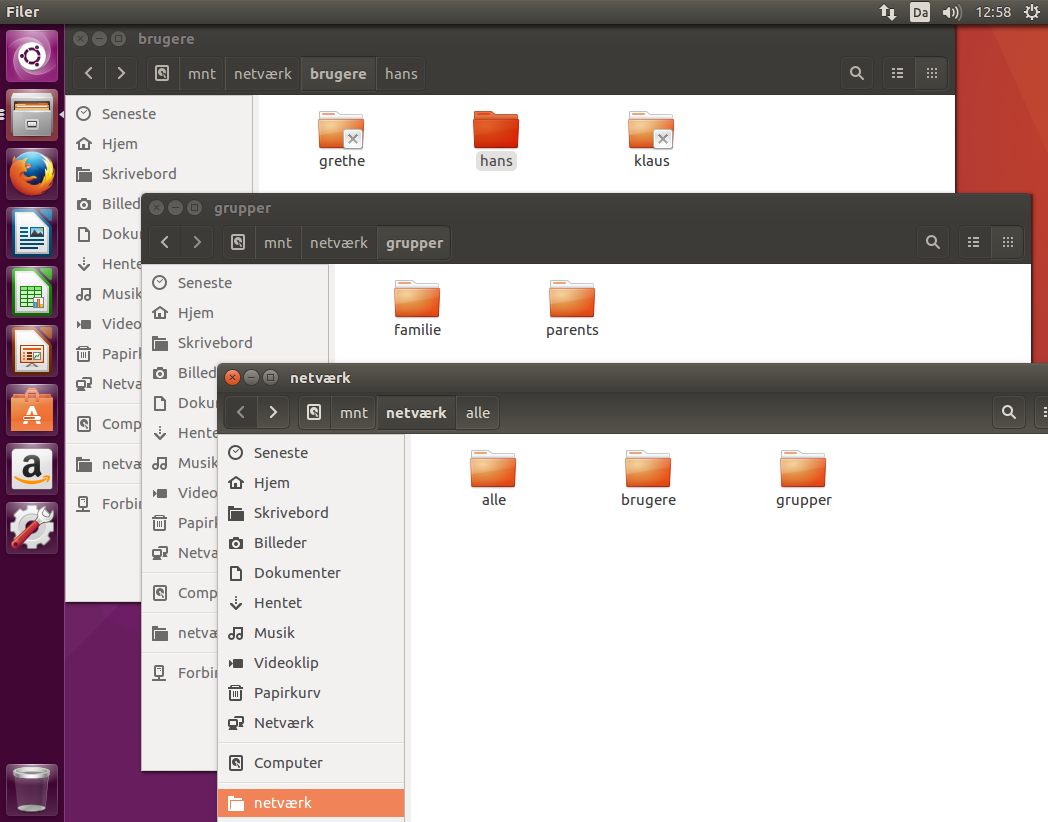 Filer
Da
12:58
brugere
mnt netværk brugere hans
Seneste
Hjem
Skrivebord
Billed
Doku
Hente
Musik
Video
Papirk
Netva
Comp
netvæ
Forbin
grethe hans klaus
grupper
mnt netværk grupper
Seneste
Hjem
Skrivebord
Billed
Doku
Hente
Musik
Video
Papirk
Netva
Comp
netvæ
Forbin
familie parents
netværk
mnt netværk alle
Seneste
Hjem
Skrivebord
Billeder
Dokumenter
Hentet
Musik
Videoklip
Papirkurv
Netværk
Computer
netværk
alle brugere grupper
A
a